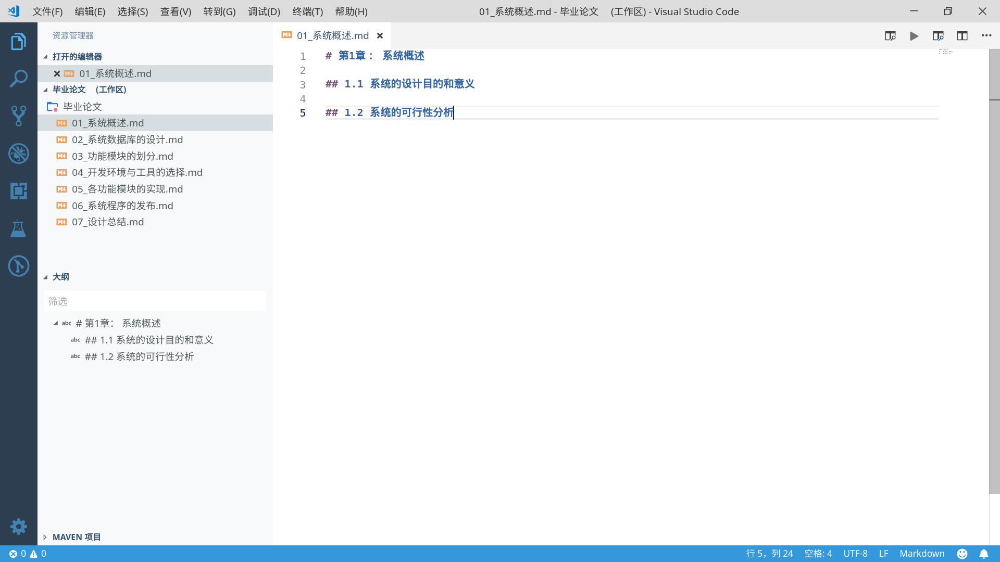 文件(F) 编辑(E) 选择(S) 查看(V) 转到(G) 调试(D) 终端(T) 帮助(H) 01_系统概述.md - 毕业论文 (工作区) - Visual Studio Code
资源管理器
打开的编辑器
01_系统概述.md
毕业论文 (工作区)
毕业论文
01_系统概述.md
02_系统数据库的设计.md
03_功能模块的划分.md
04_开发环境与工具的选择.md
05_各功能模块的实现.md
06_系统程序的发布.md
07_设计总结.md
大纲
筛选
abc # 第1章： 系统概述
abc ## 1.1 系统的设计目的和意义
abc ## 1.2 系统的可行性分析
MAVEN 项目
01_系统概述.md
1 # 第1章： 系统概述
2
3 ## 1.1 系统的设计目的和意义
4
5 ## 1.2 系统的可行性分析
0 0 行 5，列 24 空格: 4 UTF-8 LF Markdown